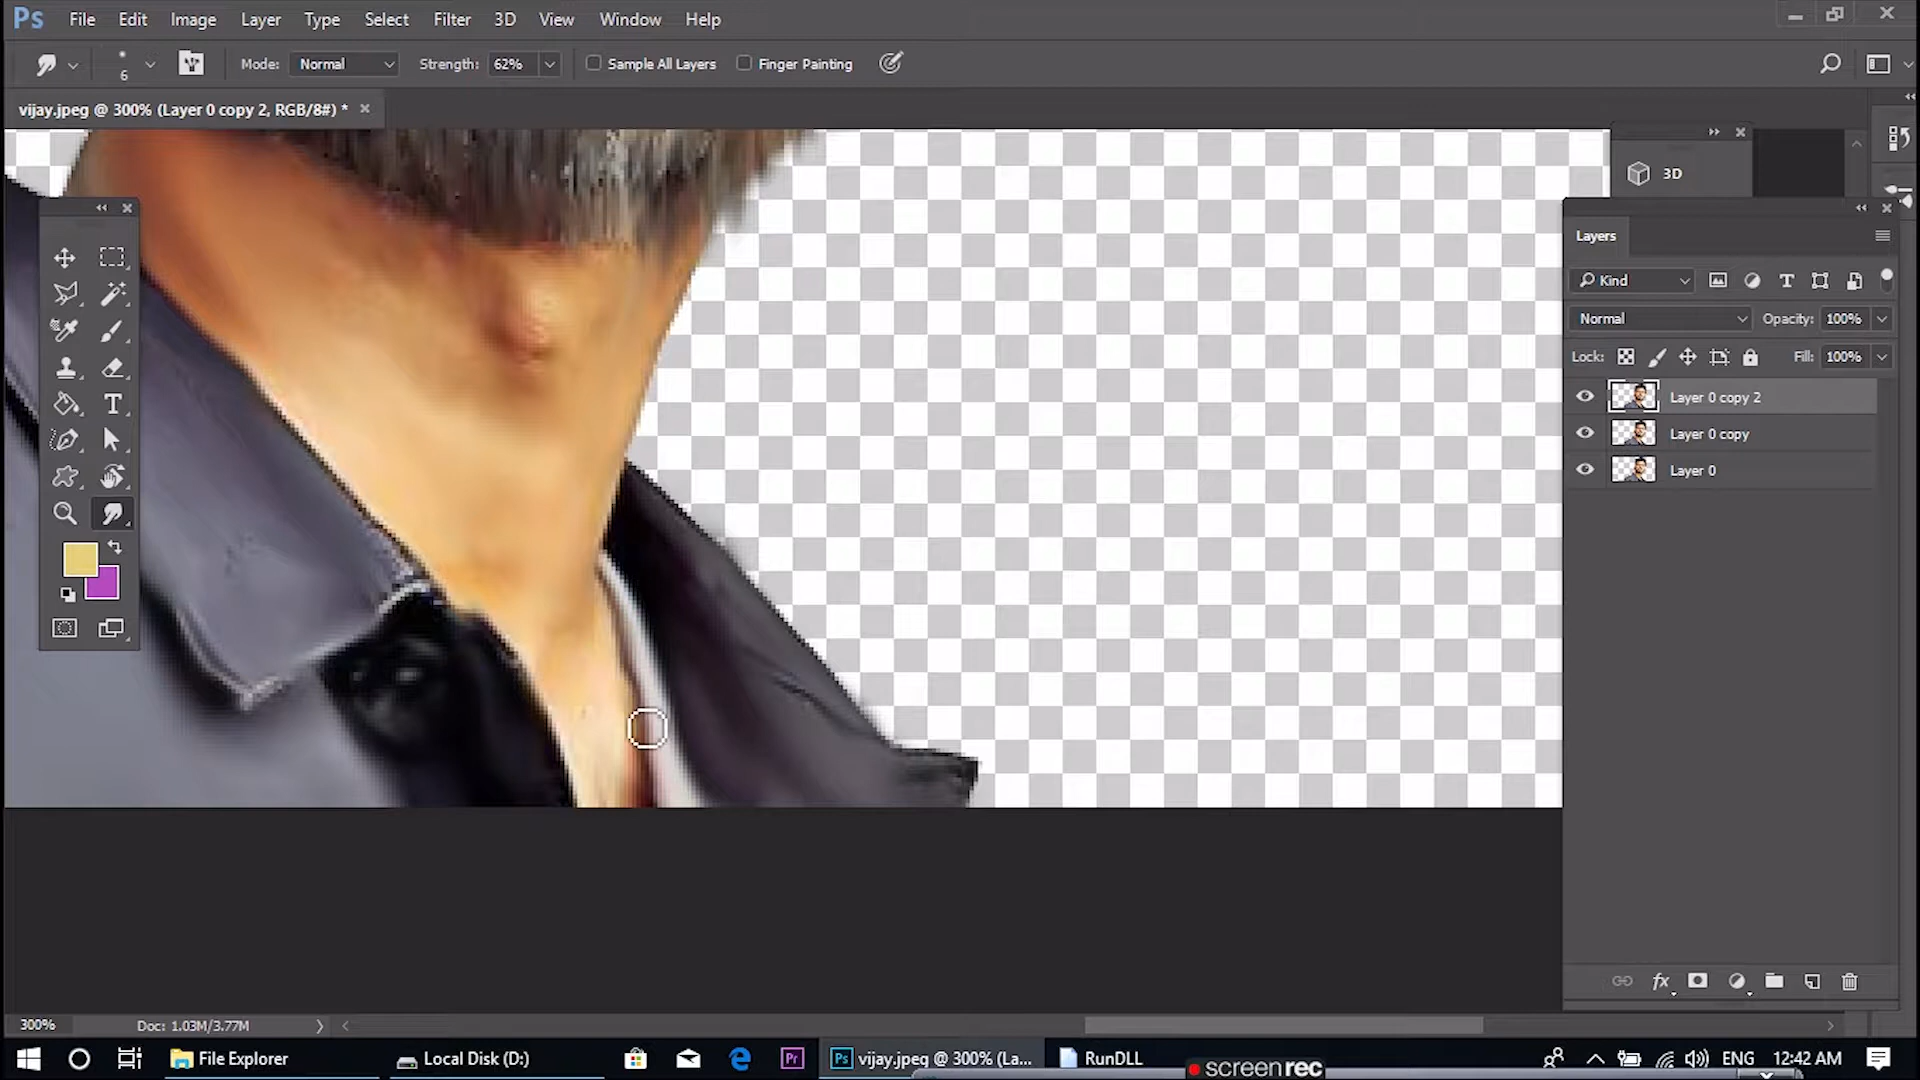 Ps File Edit Image Layer Type Select Filter 3D View Window Help
6 Mode: Normal Strength: 62% Sample All Layers Finger Painting
vijay.jpeg @ 300% (Layer 0 copy 2, RGB/8#) *
3D
Layers
Kind
Normal Opacity: 100%
Lock: Fill: 100%
Layer 0 copy 2
Layer 0 copy
Layer 0
fx
300% Doc: 1.03M/3.77M
File Explorer Local Disk (D:) Pr Ps vijay.jpeg @ 300% (La... RunDLL ENG 12:42 AM
screenrec